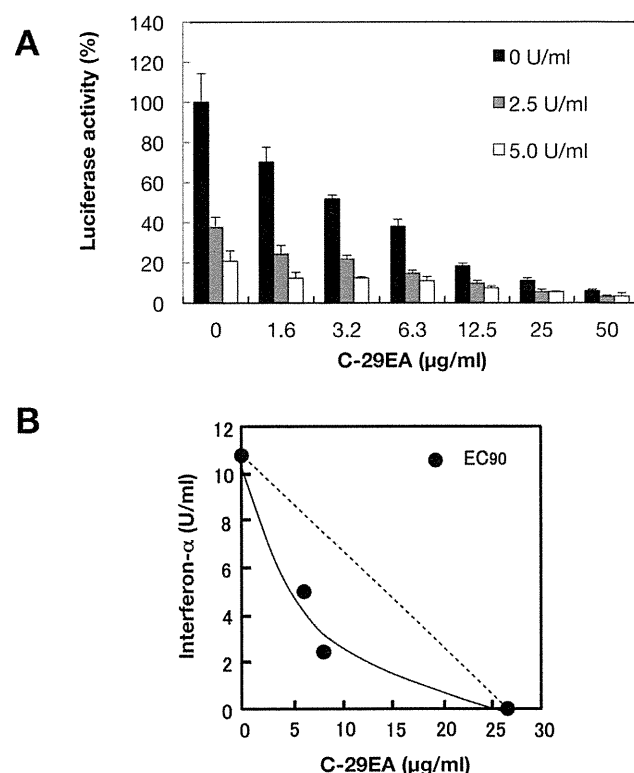 A
Luciferase activity (%)
140
120
100
80
60
40
20
0
0 U/ml
2.5 U/ml
5.0 U/ml
0 1.6 3.2 6.3 12.5 25 50
C-29EA (µg/ml)
B
Interferon-α (U/ml)
12
10
8
6
4
2
0
EC90
0 5 10 15 20 25 30
C-29EA (µg/ml)